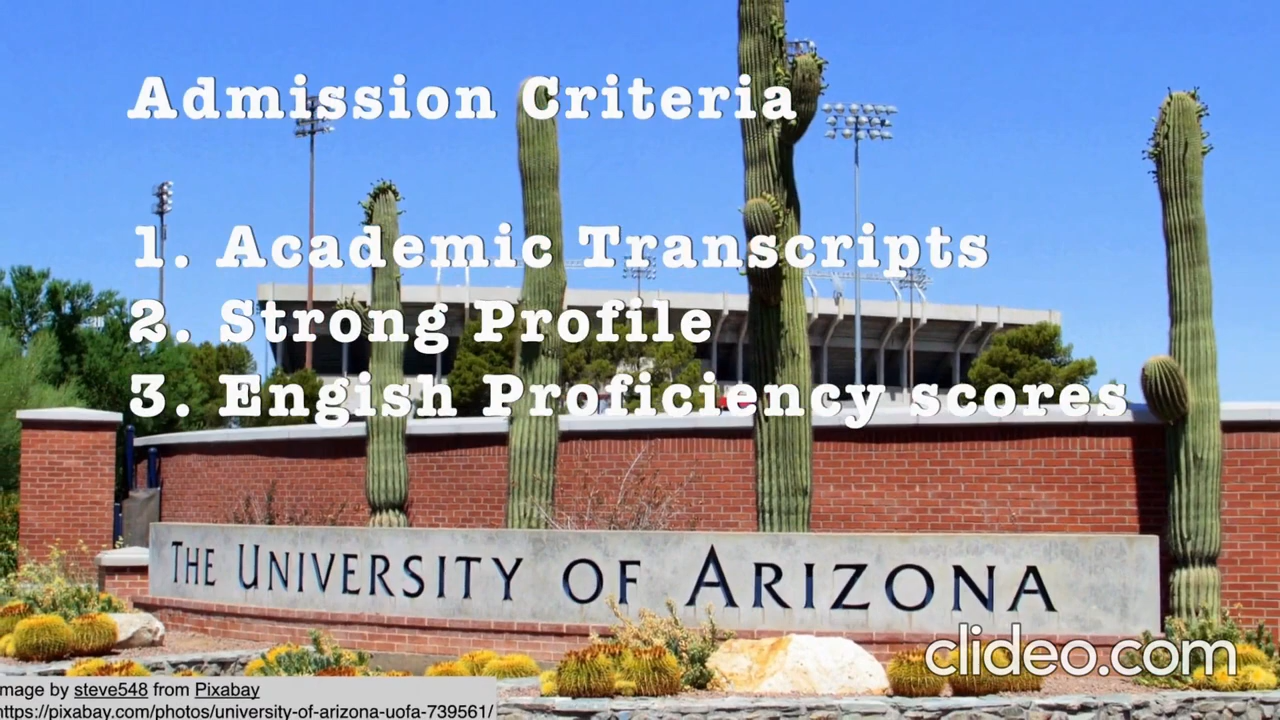 Admission Criteria
1. Academic Transcripts
2. Strong Profile
3. Engish Proficiency scores
THE UNIVERSITY OF ARIZONA
clideo.com
mage by steve548 from Pixabay
https://pixabay.com/photos/university-of-arizona-uofa-739561/